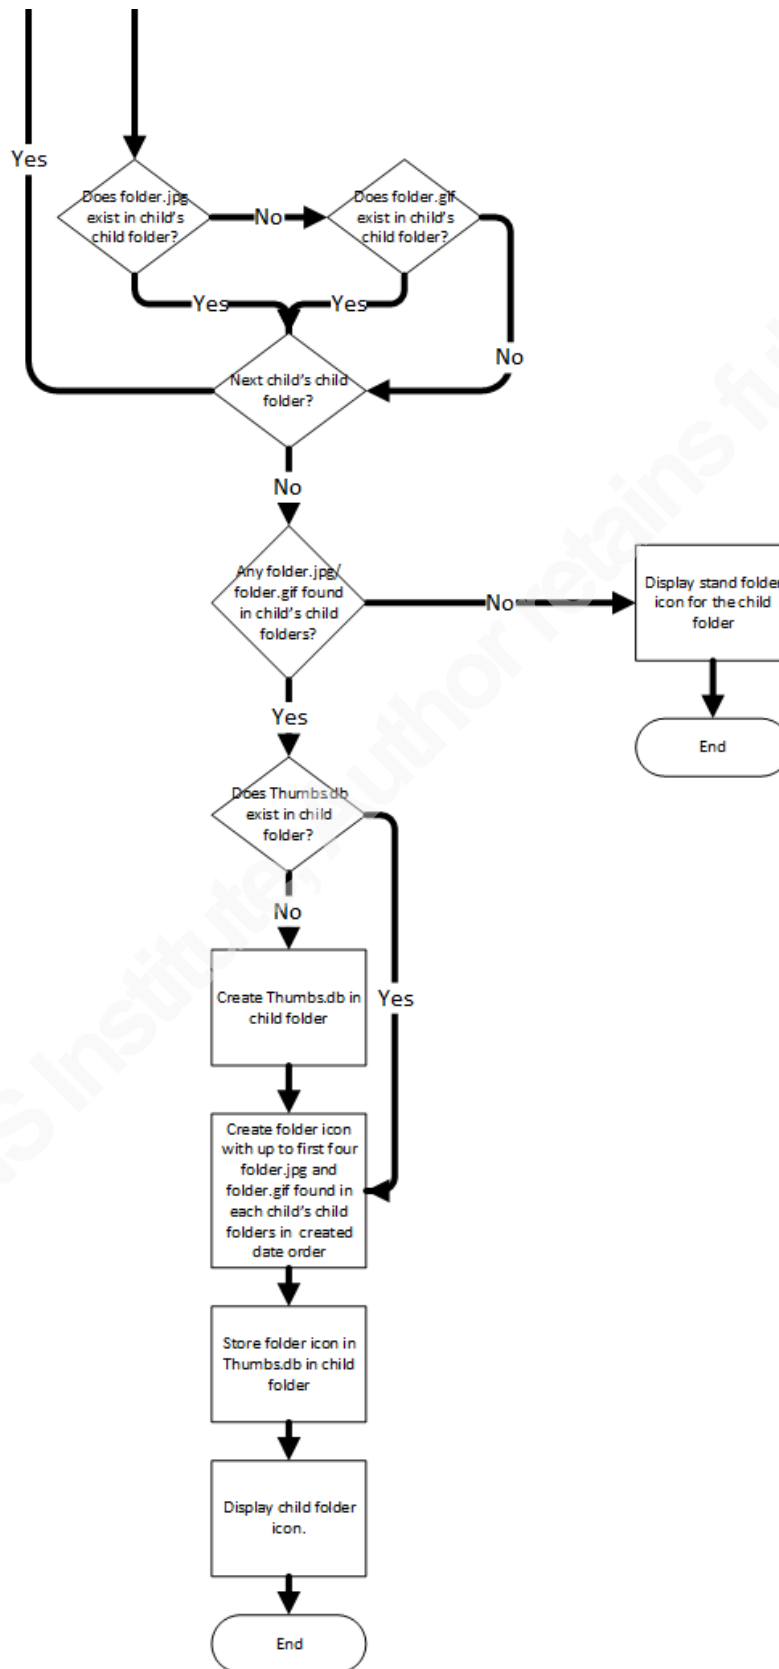 Yes
Does folder.jpg
exist in child's
child folder?
No
Does folder.gif
exist in child's
child folder?
Yes
Yes
No
Next child's child
folder?
No
Any folder.jpg/
folder.gif found
in child's child
folders?
No
Display stand folder
icon for the child
folder
End
Yes
Does Thumbs.db
exist in child
folder?
No
Yes
Create Thumbs.db in
child folder
Create folder icon
with up to first four
folder.jpg and
folder.gif found in
each child's child
folders in created
date order
Store folder icon in
Thumbs.db in child
folder
Display child folder
icon.
End
S Institute, Author retains fu